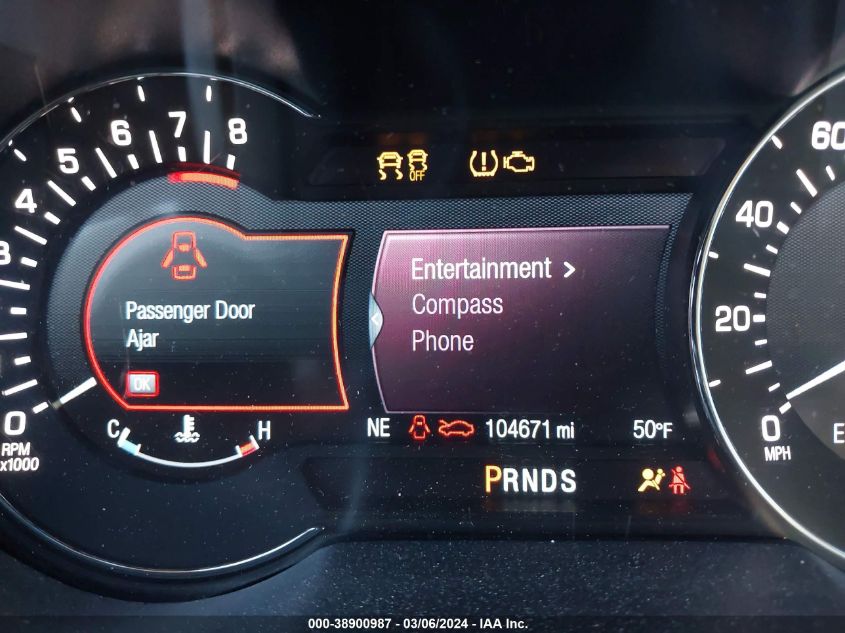 0
3
4
5
6
7
8
RPM
x1000
OFF
Passenger Door
Ajar
OK
C
H
Entertainment >
Compass
Phone
NE
104671 mi
50°F
PRNDS
60
40
20
0
MPH
E
000-38900987 - 03/06/2024 - IAA Inc.